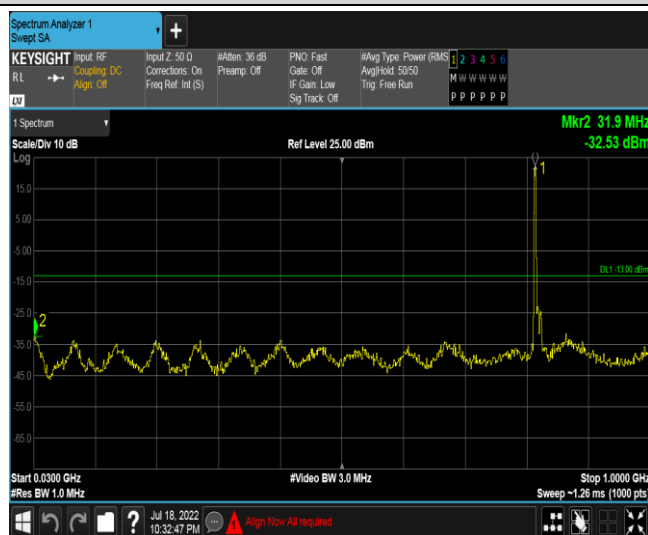 Spectrum Analyzer 1
Swept SA
+
KEYSIGHT
RL
LXI
Input: RF
Coupling: DC
Align: Off
Input Z: 50 Ω
Corrections: On
Freq Ref: Int (S)
#Atten: 36 dB
Preamp: Off
PNO: Fast
Gate: Off
IF Gain: Low
Sig Track: Off
#Avg Type: Power (RMS
Avg|Hold: 50/50
Trig: Free Run
1 2 3 4 5 6
M W W W W W
P P P P P P
1 Spectrum
Mkr2 31.9 MHz
Scale/Div 10 dB
Ref Level 25.00 dBm
-32.53 dBm
Log
1
15.0
5.00
-5.00
DL1 -13.00 dBm
-15.0
-25.0
2
-35.0
-45.0
-55.0
-65.0
Start 0.0300 GHz
#Video BW 3.0 MHz
Stop 1.0000 GHz
#Res BW 1.0 MHz
Sweep ~1.26 ms (1000 pts)
?
Jul 18, 2022
10:32:47 PM
Align Now All required